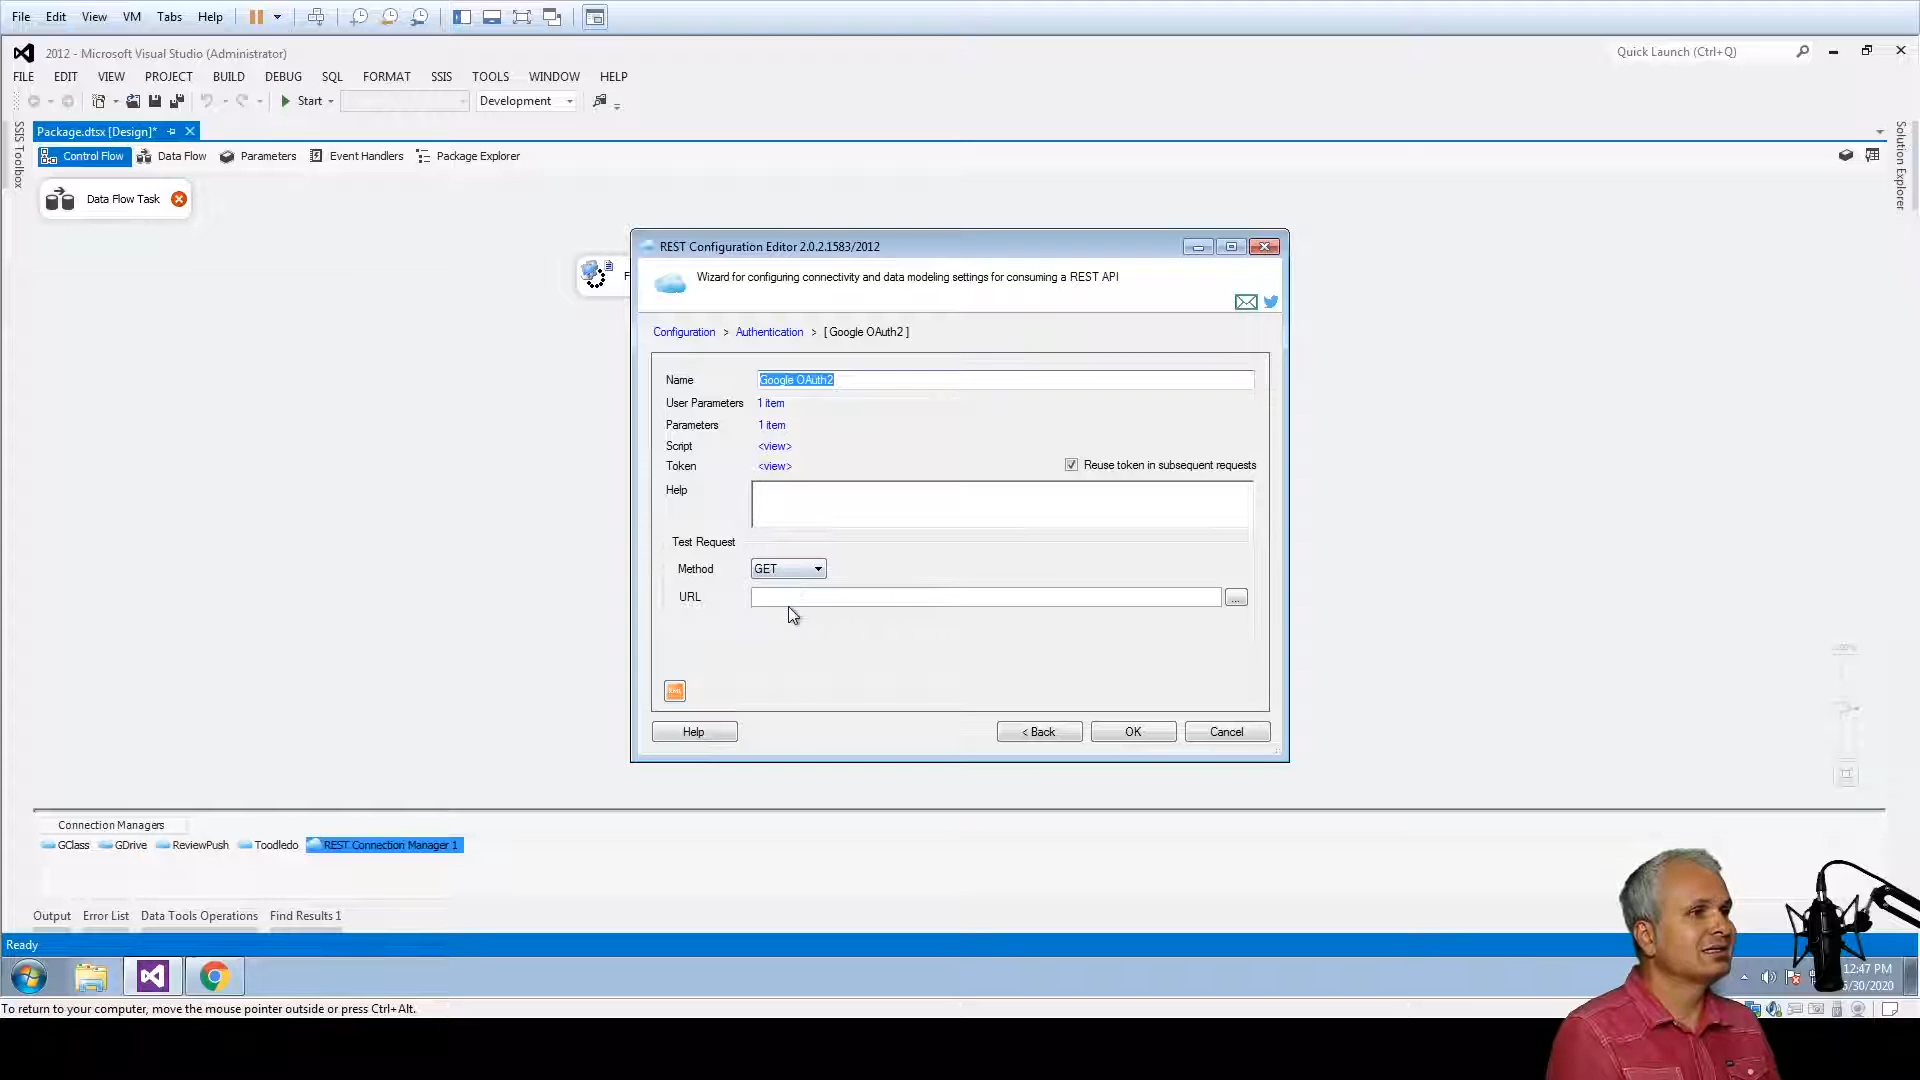 File Edit View VM Tabs Help
2012 - Microsoft Visual Studio (Administrator)
Quick Launch (Ctrl+Q)
FILE EDIT VIEW PROJECT BUILD DEBUG SQL FORMAT SSIS TOOLS WINDOW HELP
Start Development
SSIS Toolbox
Package.dtsx [Design]*
Solution Explorer
Control Flow Data Flow Parameters Event Handlers Package Explorer
Data Flow Task
REST Configuration Editor 2.0.2.1583/2012
F
Wizard for configuring connectivity and data modeling settings for consuming a REST API
Configuration > Authentication > [ Google OAuth2 ]
Name Google OAuth2
User Parameters 1 item
Parameters 1 item
Script <view>
Token <view> Reuse token in subsequent requests
Help
Test Request
Method GET
URL ...
Help < Back OK Cancel
Connection Managers
GClass GDrive ReviewPush Toodledo REST Connection Manager 1
Output Error List Data Tools Operations Find Results 1
Ready
12:47 PM
/30/2020
To return to your computer, move the mouse pointer outside or press Ctrl+Alt.